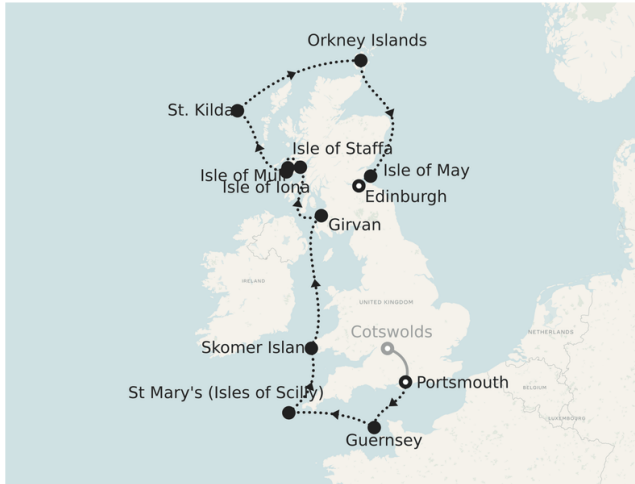 Orkney Islands
St. Kilda
Isle of Staffa
Isle of Mull
Isle of May
Isle of Iona
Edinburgh
Girvan
IRELAND
UNITED KINGDOM
NETHERLANDS
Cotswolds
Skomer Island
Portsmouth
BELGIUM
St Mary's (Isles of Scilly)
LUXEMBOURG
Guernsey